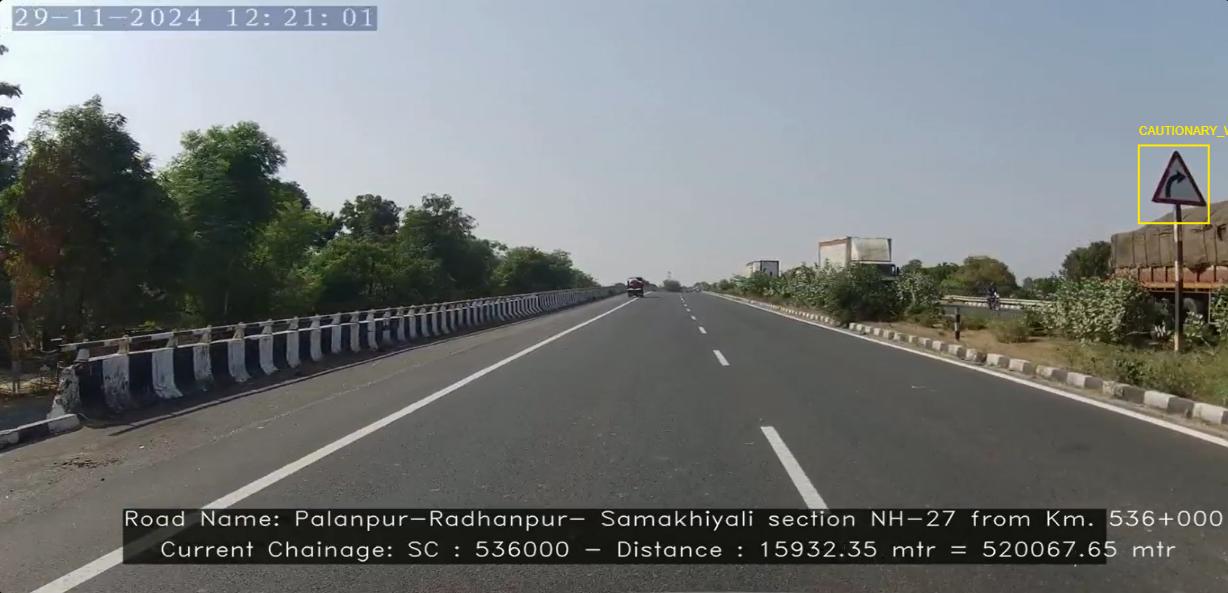 29-11-2024 12:21:01
Road Name: Palanpur-Radhanpur- Samakhiyali section NH-27 from Km. 536+000
Current Chainage: SC : 536000 - Distance : 15932.35 mtr = 520067.65 mtr